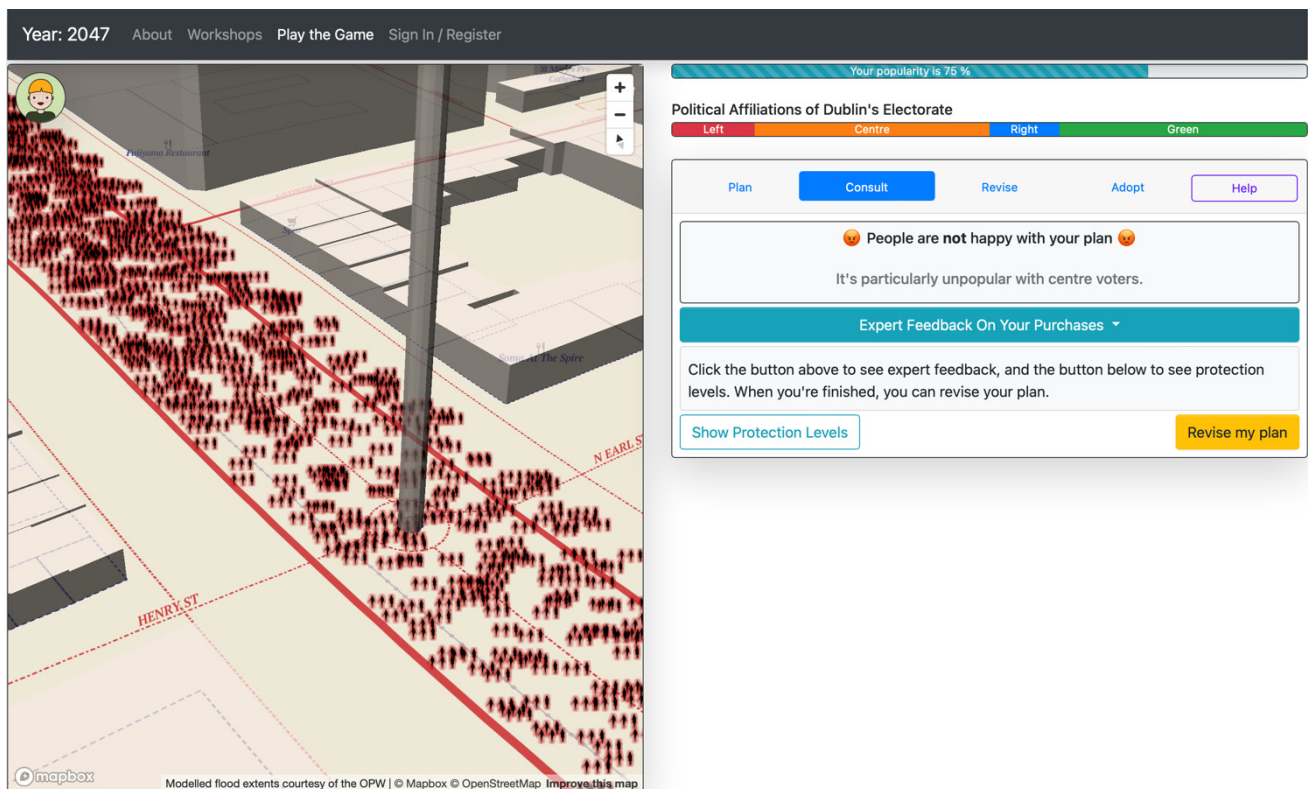 Year: 2047 About Workshops Play the Game Sign In / Register
Fujiyama Restaurant
Spar
Soma At The Spire
N EARL S
HENRY ST
mapbox
Modelled flood extents courtesy of the OPW | © Mapbox © OpenStreetMap Improve this map
Your popularity is 75 %
Political Affiliations of Dublin's Electorate
Left Centre Right Green
Plan Consult Revise Adopt Help
😡 People are not happy with your plan 😡
It's particularly unpopular with centre voters.
Expert Feedback On Your Purchases
Click the button above to see expert feedback, and the button below to see protection
levels. When you're finished, you can revise your plan.
Show Protection Levels Revise my plan